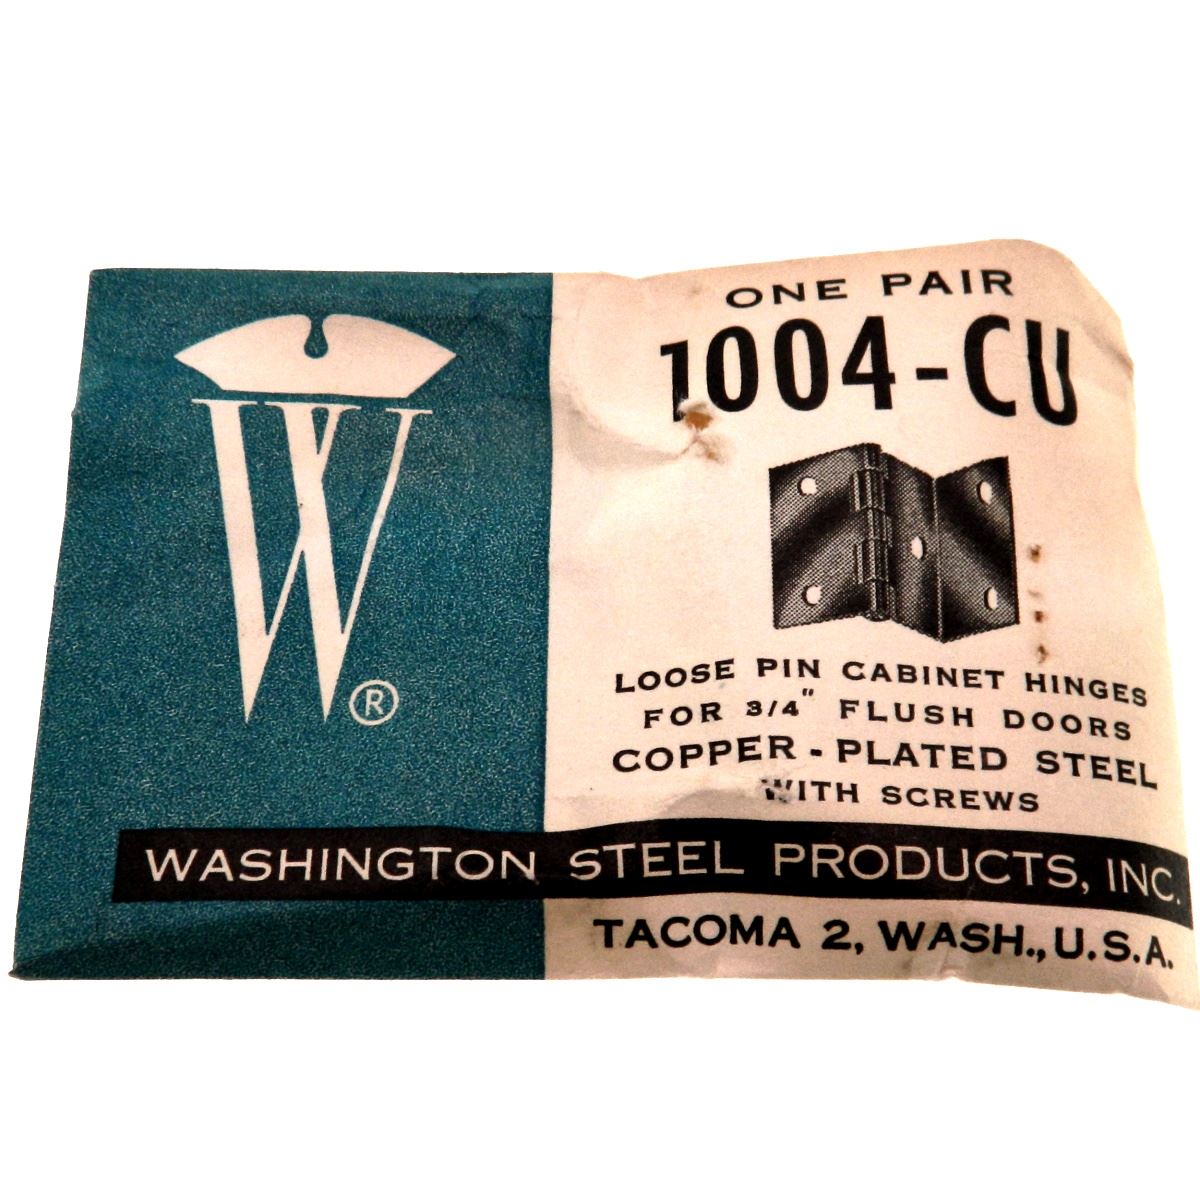 W®
ONE PAIR
1004-CU
LOOSE PIN CABINET HINGES
FOR 3/4" FLUSH DOORS
COPPER-PLATED STEEL
WITH SCREWS
WASHINGTON STEEL PRODUCTS, INC.
TACOMA 2, WASH., U.S.A.